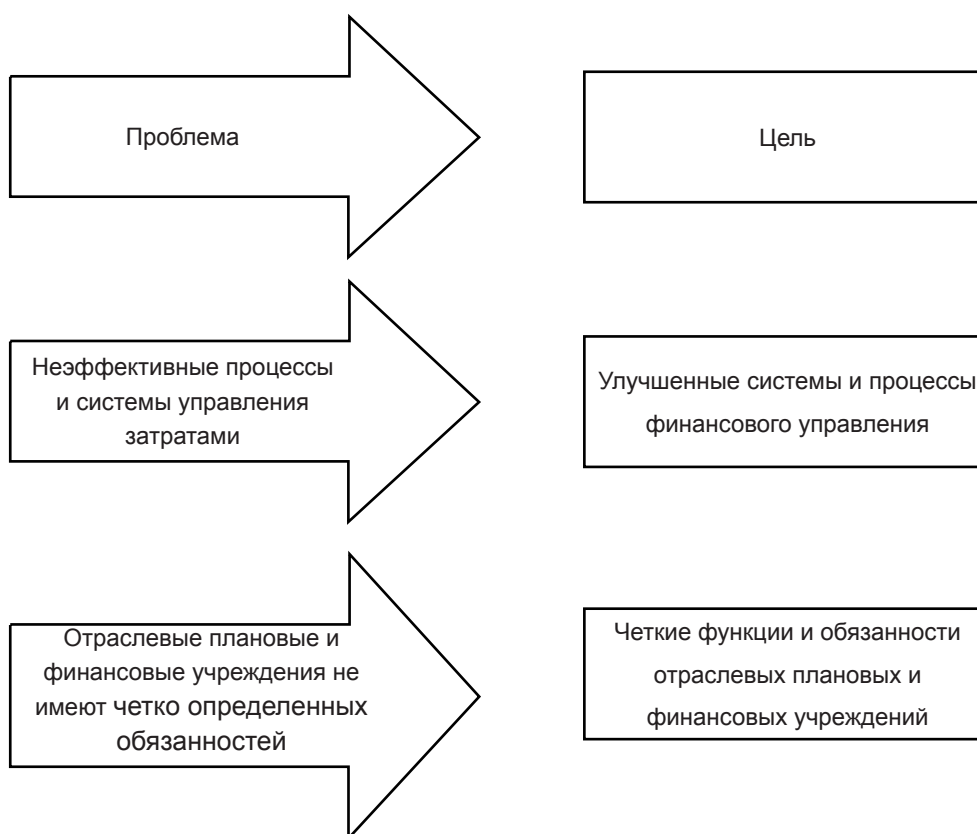 Проблема
Цель
Неэффективные процессы
и системы управления
затратами
Улучшенные системы и процессы
финансового управления
Отраслевые плановые и
финансовые учреждения не
имеют четко определенных
обязанностей
Четкие функции и обязанности
отраслевых плановых и
финансовых учреждений